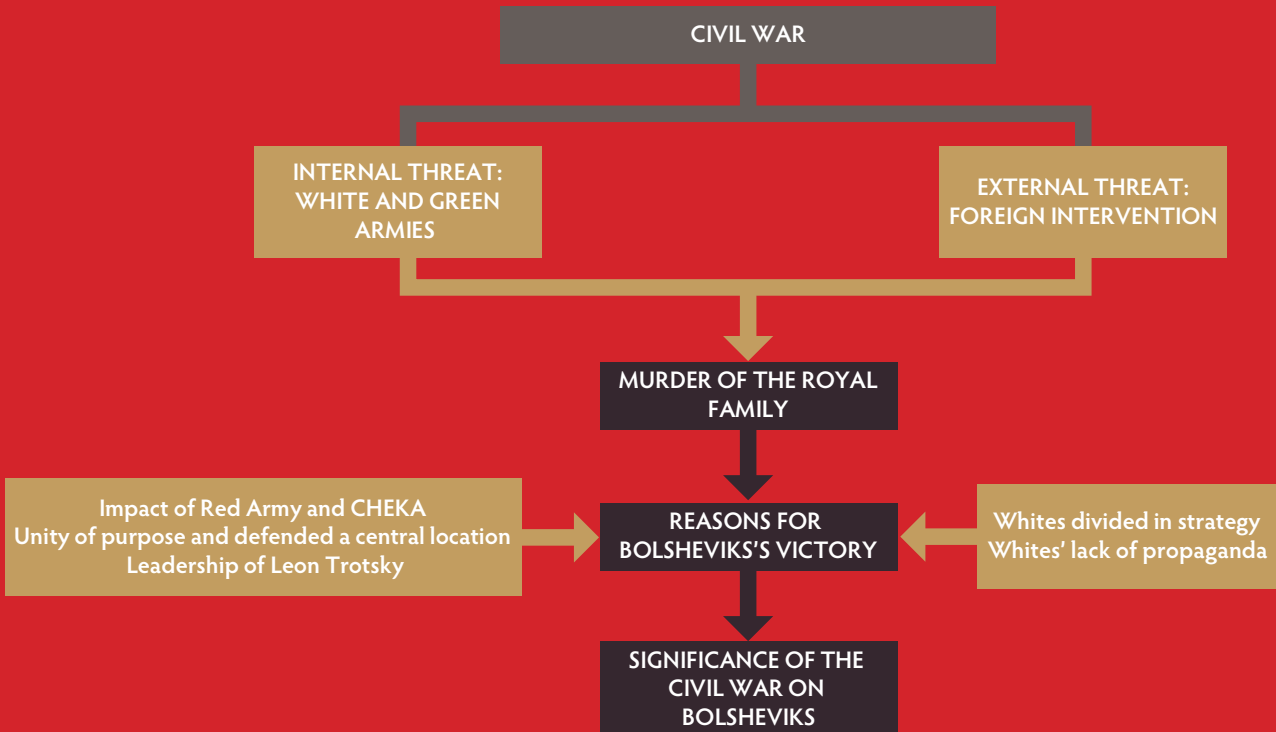 CIVIL WAR
INTERNAL THREAT:
WHITE AND GREEN
ARMIES
EXTERNAL THREAT:
FOREIGN INTERVENTION
MURDER OF THE ROYAL
FAMILY
Impact of Red Army and CHEKA
Unity of purpose and defended a central location
Leadership of Leon Trotsky
REASONS FOR
BOLSHEVIKS'S VICTORY
Whites divided in strategy
Whites' lack of propaganda
SIGNIFICANCE OF THE
CIVIL WAR ON
BOLSHEVIKS